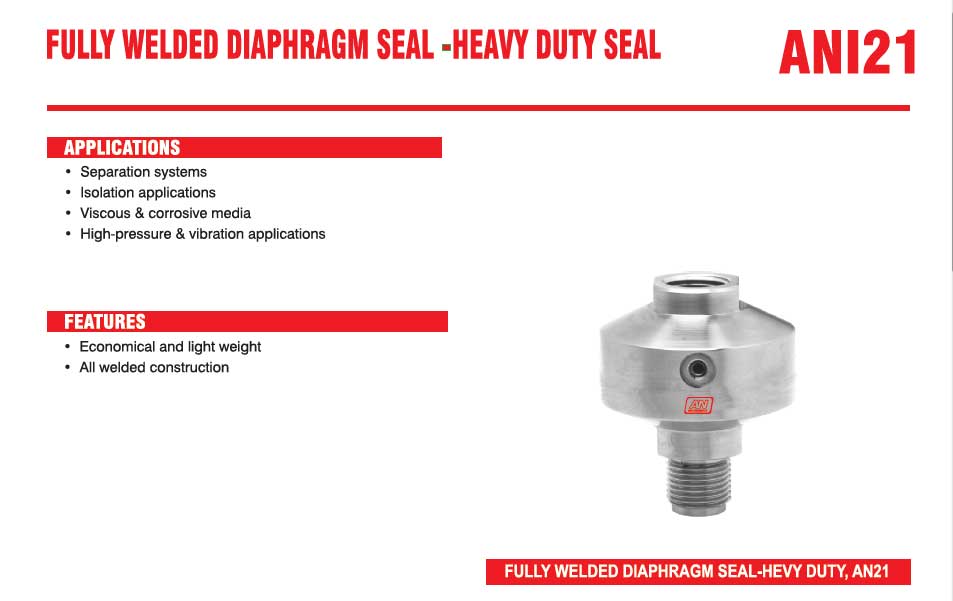 FULLY WELDED DIAPHRAGM SEAL -HEAVY DUTY SEAL
ANI21
APPLICATIONS
• Separation systems
• Isolation applications
• Viscous & corrosive media
• High-pressure & vibration applications
FEATURES
• Economical and light weight
• All welded construction
AN
FULLY WELDED DIAPHRAGM SEAL-HEVY DUTY, AN21